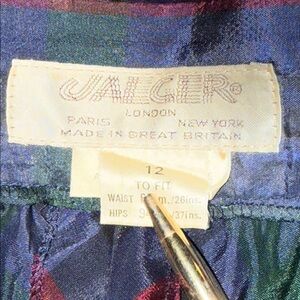 JAEGER
LONDON
PARIS NEW YORK
MADE IN GREAT BRITAIN
12
TO FIT
WAIST m./26ins.
HIPS /37ins.